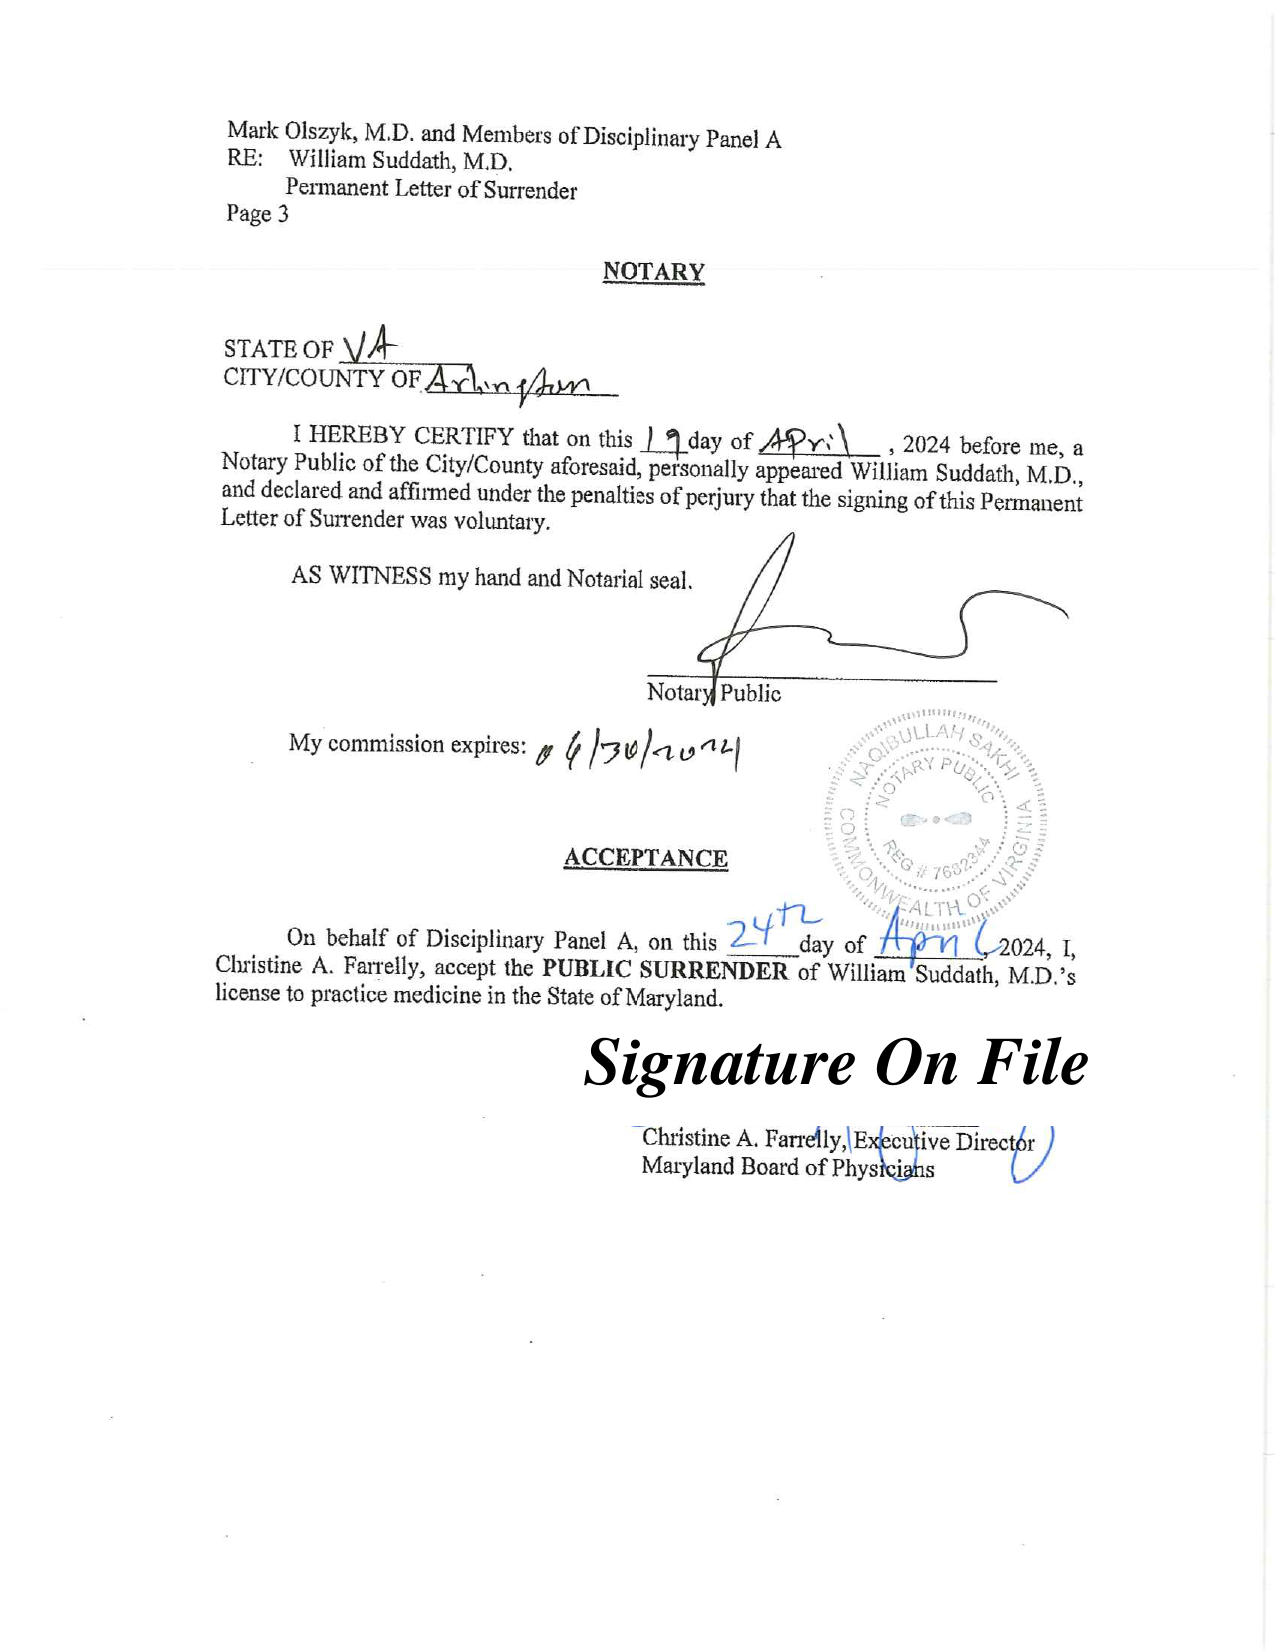 Mark Olszyk, M.D. and Members of Disciplinary Panel A
RE: William Suddath, M.D.
Permanent Letter of Surrender
Page 3
NOTARY
STATE OF VA
CITY/COUNTY OF Arlington
I HEREBY CERTIFY that on this 19 day of April, 2024 before me, a
Notary Public of the City/County aforesaid, personally appeared William Suddath, M.D.,
and declared and affirmed under the penalties of perjury that the signing of this Permanent
Letter of Surrender was voluntary.
AS WITNESS my hand and Notarial seal.
Notary Public
My commission expires:
NAQIBULLAH SAKHI
NOTARY PUBLIC
REG # 7632344
COMMONWEALTH OF VIRGINIA
ACCEPTANCE
On behalf of Disciplinary Panel A, on this 24th day of April, 2024, I,
Christine A. Farrelly, accept the PUBLIC SURRENDER of William Suddath, M.D.'s
license to practice medicine in the State of Maryland.
Signature On File
Christine A. Farrelly, Executive Director
Maryland Board of Physicians